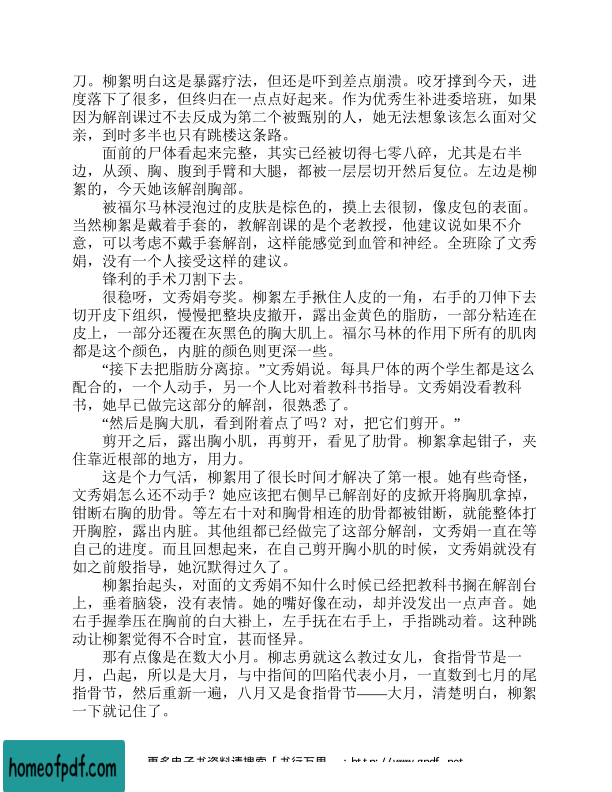 刀。柳絮明白这是暴露疗法，但还是吓到差点崩溃。咬牙撑到今天，进
度落下了很多，但终归在一点点好起来。作为优秀生补进委培班，如果
因为解剖课过不去反成为第二个被甄别的人，她无法想象该怎么面对父
亲，到时多半也只有跳楼这条路。
面前的尸体看起来完整，其实已经被切得七零八碎，尤其是右半
边，从颈、胸、腹到手臂和大腿，都被一层层切开然后复位。左边是柳
絮的，今天她该解剖胸部。
被福尔马林浸泡过的皮肤是棕色的，摸上去很韧，像皮包的表面。
当然柳絮是戴着手套的，教解剖课的是个老教授，他建议说如果不介
意，可以考虑不戴手套解剖，这样能感觉到血管和神经。全班除了文秀
娟，没有一个人接受这样的建议。
锋利的手术刀割下去。
很稳呀，文秀娟夸奖。柳絮左手揪住人皮的一角，右手的刀伸下去
切开皮下组织，慢慢把整块皮撤开，露出金黄色的脂肪，一部分粘连在
皮上，一部分还覆在灰黑色的胸大肌上。福尔马林的作用下所有的肌肉
都是这个颜色，内脏的颜色则更深一些。
“接下去把脂肪分离掠。”文秀娟说。每具尸体的两个学生都是这么
配合的，一个人动手，另一个人比对着教科书指导。文秀娟没看教科
书，她早已做完这部分的解剖，很熟悉了。
“然后是胸大肌，看到附着点了吗？对，把它们剪开。”
剪开之后，露出胸小肌，再剪开，看见了肋骨。柳絮拿起钳子，夹
住靠近根部的地方，用力。
这是个力气活，柳絮用了很长时间才解决了第一根。她有些奇怪，
文秀娟怎么还不动手？她应该把右侧早已解剖好的皮掀开将胸肌拿掉，
钳断右胸的肋骨。等左右十对和胸骨相连的肋骨都被钳断，就能整体打
开胸腔，露出内脏。其他组都已经做完了这部分解剖，文秀娟一直在等
自己的进度。而且回想起来，在自己剪开胸小肌的时候，文秀娟就没有
如之前般指导，她沉默得过久了。
柳絮抬起头，对面的文秀娟不知什么时候已经把教科书搁在解剖台
上，垂着脑袋，没有表情。她的嘴好像在动，却并没发出一点声音。她
右手握拳压在胸前的白大褂上，左手抚在右手上，手指跳动着。这种跳
动让柳絮觉得不合时宜，甚而怪异。
那有点像是在数大小月。柳志勇就这么教过女儿，食指骨节是一
月，凸起，所以是大月，与中指间的凹陷代表小月，一直数到七月的尾
指骨节，然后重新一遍，八月又是食指骨节——大月，清楚明白，柳絮
一下就记住了。
homeofpdf.com